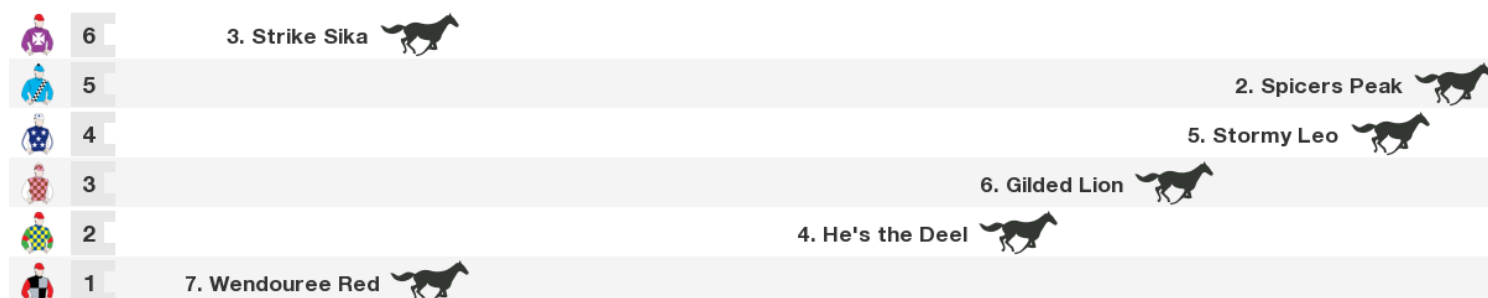 6 3. Strike Sika
5 2. Spicers Peak
4 5. Stormy Leo
3 6. Gilded Lion
2 4. He's the Deel
1 7. Wendouree Red